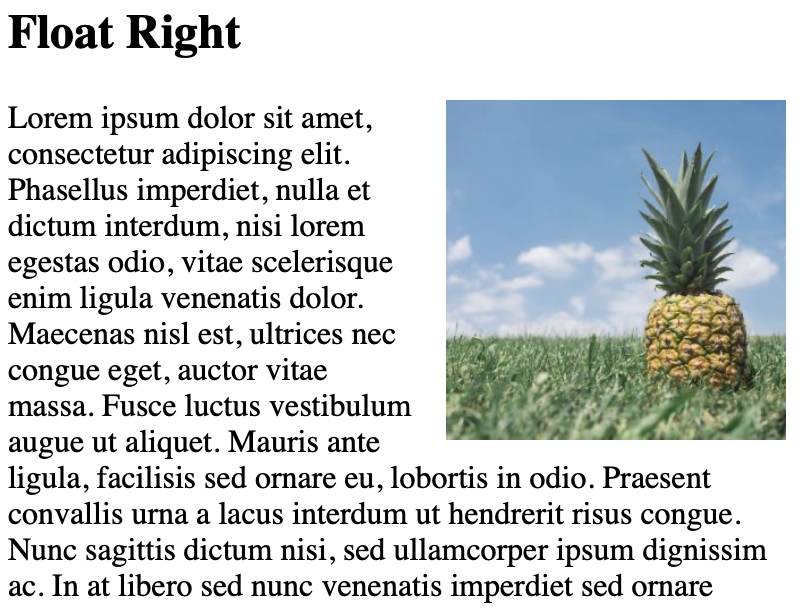 Float Right
Lorem ipsum dolor sit amet,
consectetur adipiscing elit.
Phasellus imperdiet, nulla et
dictum interdum, nisi lorem
egestas odio, vitae scelerisque
enim ligula venenatis dolor.
Maecenas nisl est, ultrices nec
congue eget, auctor vitae
massa. Fusce luctus vestibulum
augue ut aliquet. Mauris ante
ligula, facilisis sed ornare eu, lobortis in odio. Praesent
convallis urna a lacus interdum ut hendrerit risus congue.
Nunc sagittis dictum nisi, sed ullamcorper ipsum dignissim
ac. In at libero sed nunc venenatis imperdiet sed ornare